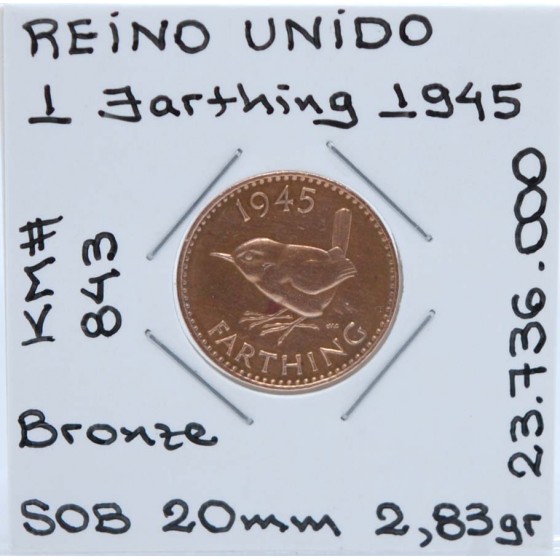 REINO UNIDO
1 Farthing 1945
KM#
843
1945
FARTHING
23.736.000
Bronze
SOB 20mm 2,83gr